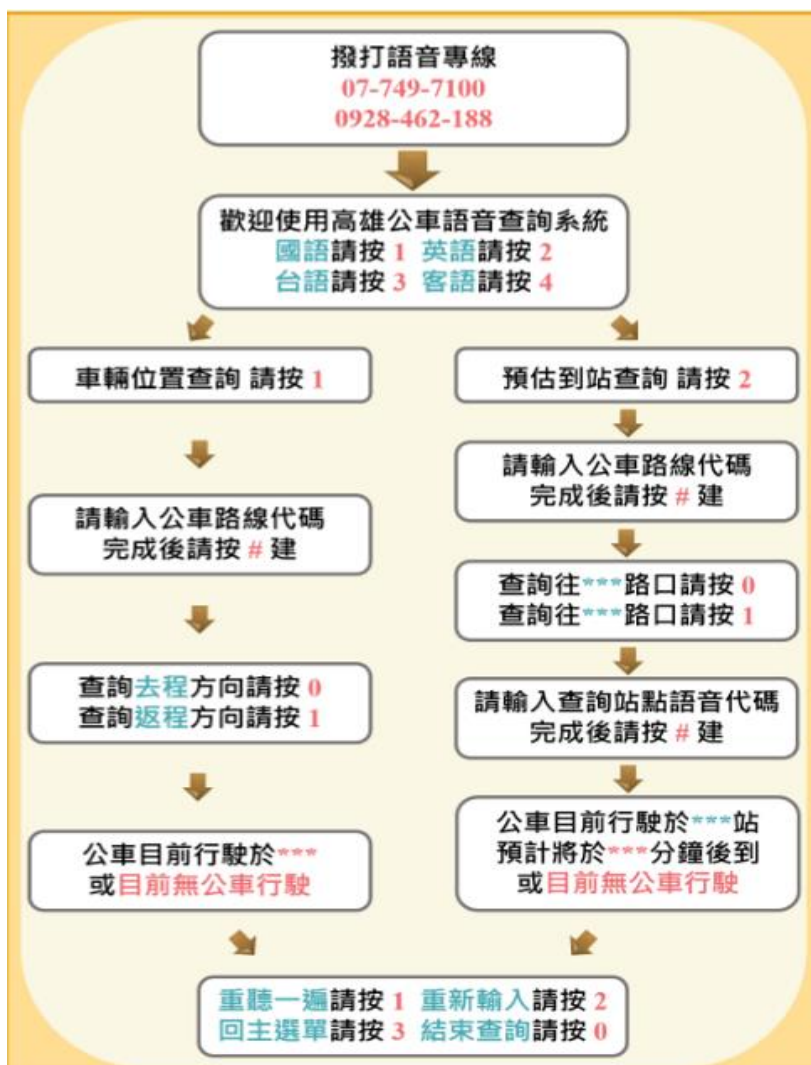 撥打語音專線
07-749-7100
0928-462-188
歡迎使用高雄公車語音查詢系統
國語請按 1 英語請按 2
台語請按 3 客語請按 4
車輛位置查詢 請按 1
請輸入公車路線代碼
完成後請按 # 建
查詢去程方向請按 0
查詢返程方向請按 1
公車目前行駛於***
或目前無公車行駛
預估到站查詢 請按 2
請輸入公車路線代碼
完成後請按 # 建
查詢往***路口請按 0
查詢往***路口請按 1
請輸入查詢站點語音代碼
完成後請按 # 建
公車目前行駛於***站
預計將於***分鐘後到
或目前無公車行駛
重聽一遍請按 1 重新輸入請按 2
回主選單請按 3 結束查詢請按 0